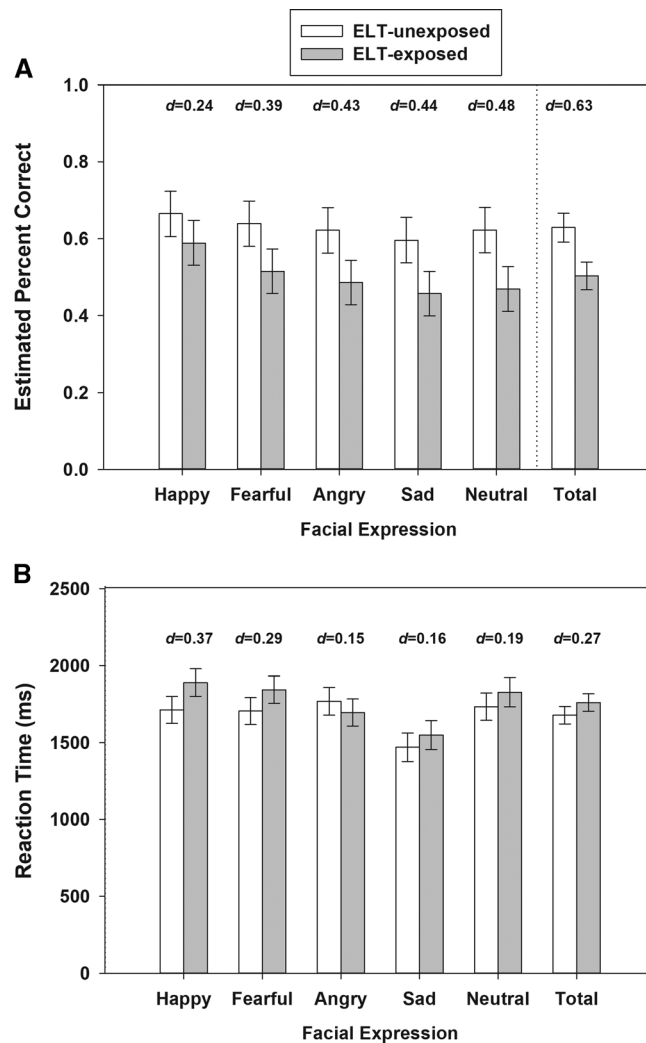 ELT-unexposed
ELT-exposed
A
1.0
0.8
0.6
0.4
0.2
0.0
Estimated Percent Correct
d=0.24 d=0.39 d=0.43 d=0.44 d=0.48 d=0.63
Happy Fearful Angry Sad Neutral Total
Facial Expression
B
2500
2000
1500
1000
500
0
Reaction Time (ms)
d=0.37 d=0.29 d=0.15 d=0.16 d=0.19 d=0.27
Happy Fearful Angry Sad Neutral Total
Facial Expression